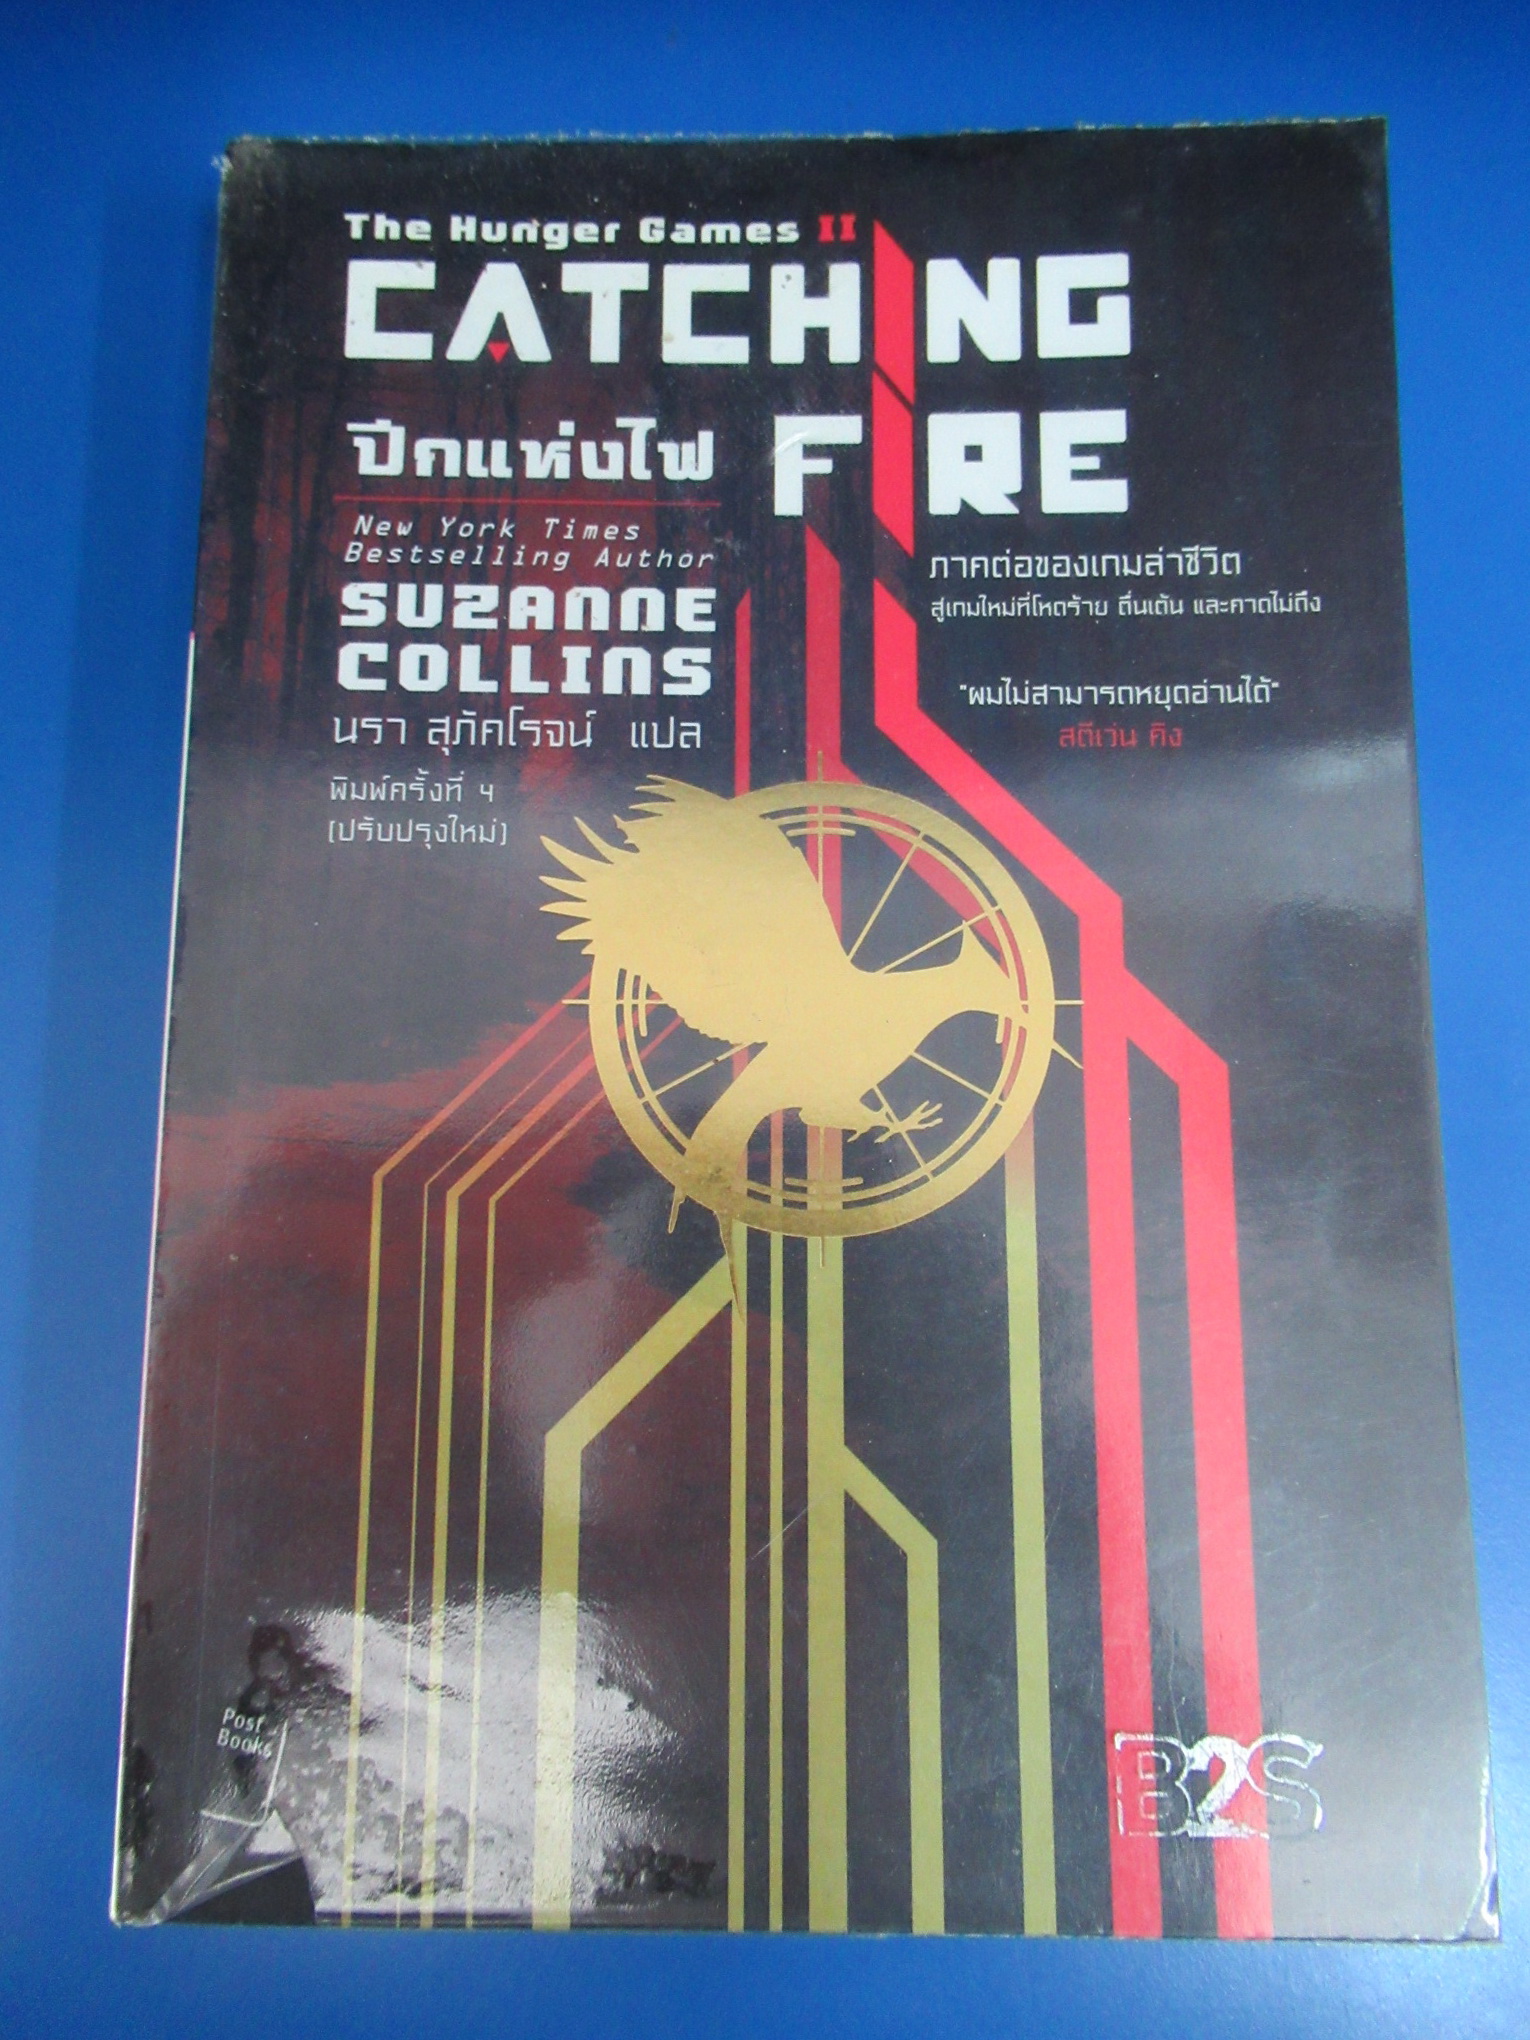 The Hunger Games II
CATCHING
FIRE
ปีกแห่งไฟ
New York Times
Bestselling Author
SUZANNE
COLLINS
นรา สุภัคโรจน์ แปล
พิมพ์ครั้งที่ ๔
(ปรับปรุงใหม่)
ภาคต่อของเกมล่าชีวิต
สู่เกมใหม่ที่โหดร้าย ตื่นเต้น และคาดไม่ถึง
"ผมไม่สามารถหยุดอ่านได้"
สตีเว่น คิง
Post
Books
B2S